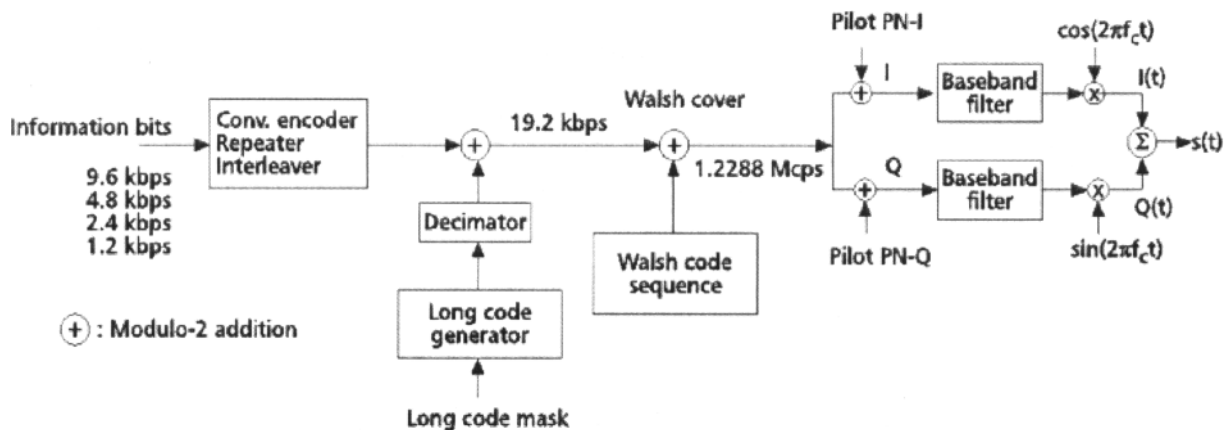 Information bits
9.6 kbps
4.8 kbps
2.4 kbps
1.2 kbps
Conv. encoder
Repeater
Interleaver
+
19.2 kbps
Decimator
Long code
generator
Long code mask
Walsh cover
+
1.2288 Mcps
Walsh code
sequence
Pilot PN-I
+
I
Baseband
filter
cos(2πf_ct)
x
I(t)
Σ
s(t)
+
Q
Baseband
filter
x
Q(t)
Pilot PN-Q
sin(2πf_ct)
+ : Modulo-2 addition